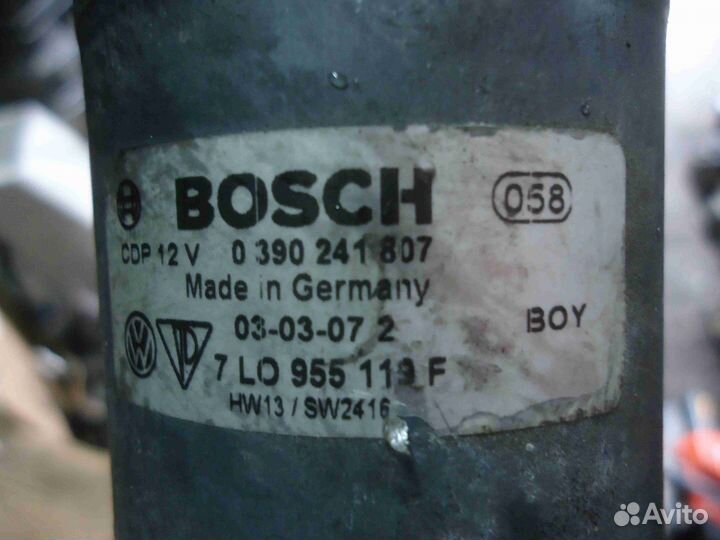 BOSCH
058
CDP 12 V 0 390 241 807
Made in Germany
03-03-07 2
BOY
7 LO 955 119 F
HW13 / SW2416
Avito